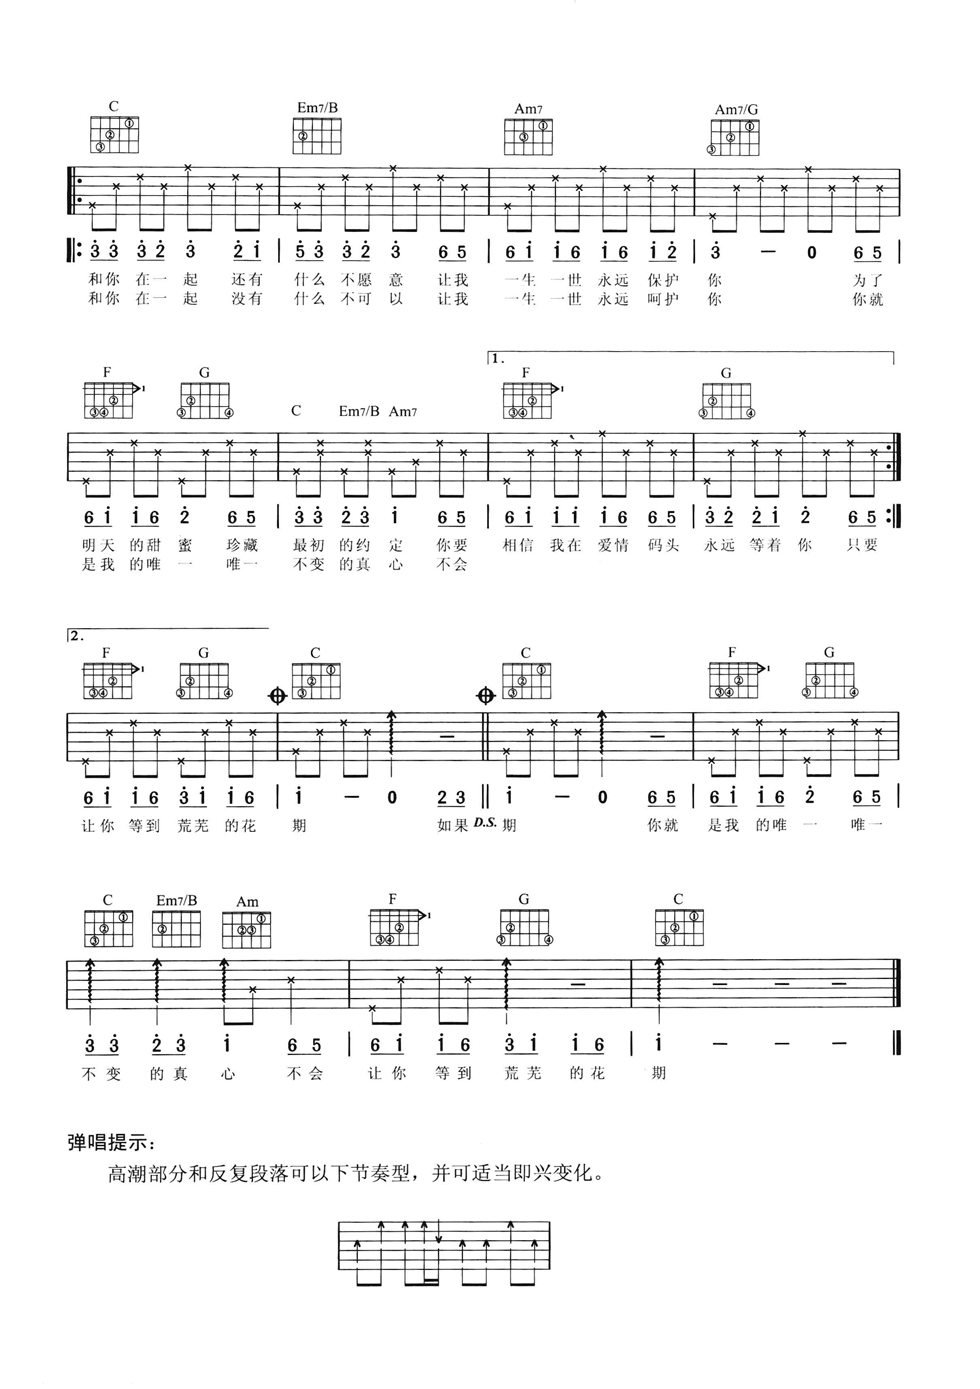 C Em7/B Am7 Am7/G
3 3 3 2 3 2 1 | 5 3 3 2 3 6 5 | 6 1 1 6 1 6 1 2 | 3 — 0 6 5 |
和你 在一 起 还有 什么 不愿 意 让我 一生 一世 永远 保护 你 为了
和你 在一 起 没有 什么 不可 以 让我 一生 一世 永远 呵护 你 你就
1.
F G C Em7/B Am7 F G
6 1 1 6 2 6 5 | 3 3 2 3 1 6 5 | 6 1 1 1 1 6 1 6 | 3 2 2 1 2 6 5 :|
明天 的甜 蜜 珍藏 最初 的约 定 你要 相信 我在 爱情 码头 永远 等着 你 只要
是我 的唯 一 唯一 不变 的真 心 不会
2.
F G C C F G
6 1 1 6 3 1 1 6 | 1 — 0 2 3 || 1 — 0 6 5 | 6 1 1 6 2 6 5 |
让你 等到 荒芜 的花 期 如果 D.S. 期 你就 是我 的唯 一 唯一
C Em7/B Am F G C
3 3 2 3 1 6 5 | 6 1 1 6 3 1 1 6 | 1 — — —
不变 的真 心 不会 让你 等到 荒芜 的花 期
弹唱提示：
高潮部分和反复段落可以下节奏型，并可适当即兴变化。